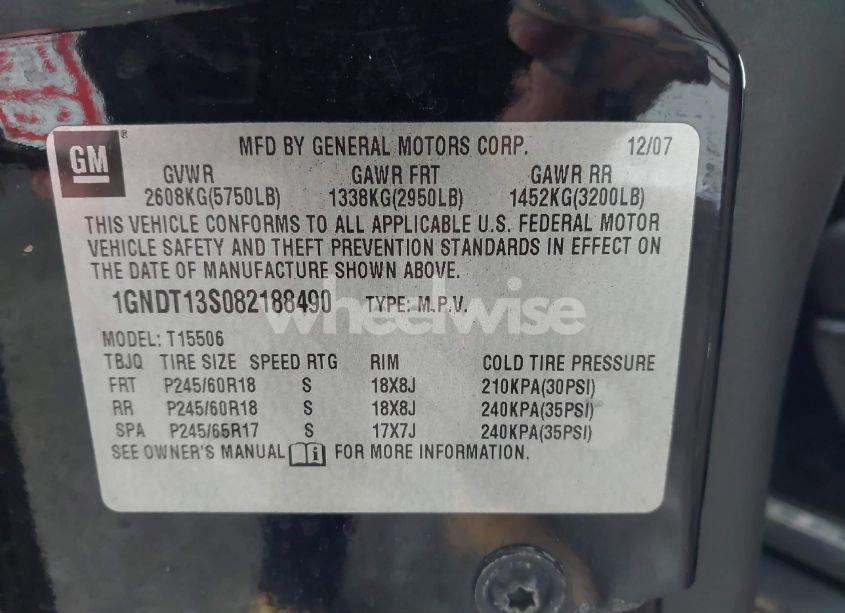 GM
MFD BY GENERAL MOTORS CORP. 12/07
GVWR GAWR FRT GAWR RR
2608KG(5750LB) 1338KG(2950LB) 1452KG(3200LB)
THIS VEHICLE CONFORMS TO ALL APPLICABLE U.S. FEDERAL MOTOR
VEHICLE SAFETY AND THEFT PREVENTION STANDARDS IN EFFECT ON
THE DATE OF MANUFACTURE SHOWN ABOVE.
1GNDT13S082188490 TYPE: M.P.V.
wheelwise
MODEL: T15506
TBJQ TIRE SIZE SPEED RTG RIM COLD TIRE PRESSURE
FRT P245/60R18 S 18X8J 210KPA(30PSI)
RR P245/60R18 S 18X8J 240KPA(35PSI)
SPA P245/65R17 S 17X7J 240KPA(35PSI)
SEE OWNER'S MANUAL i FOR MORE INFORMATION.